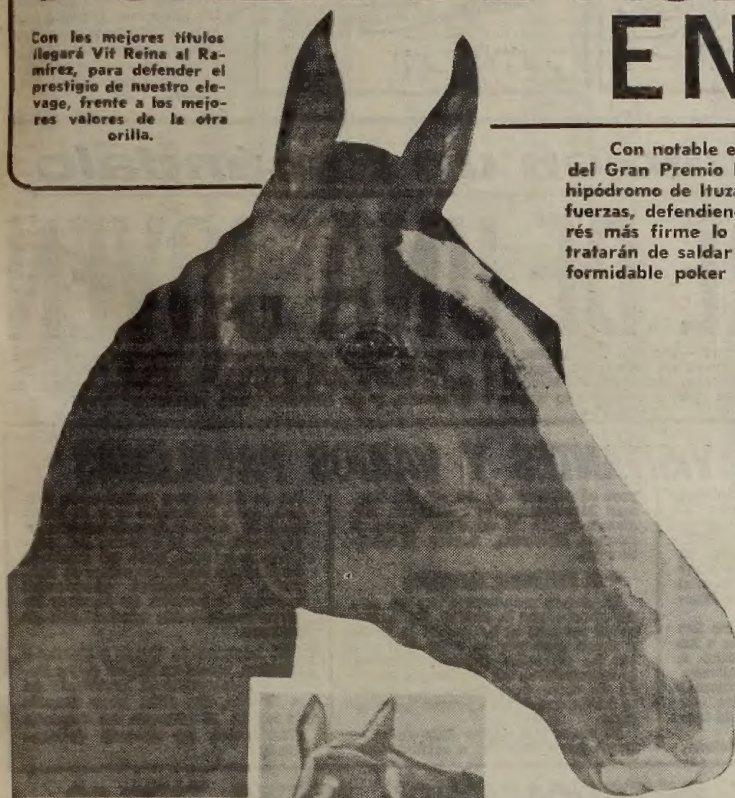 Con los mejores títulos
llegará Vit Reina al Ra-
mírez, para defender el
prestigio de nuestro ele-
vage, frente a los mejo-
res valores de la otra
orilla.
EN
Con notable e
del Gran Premio
hipódromo de Ituza
fuerzas, defendien
rés más firme lo
tratarán de saldar
formidable poker